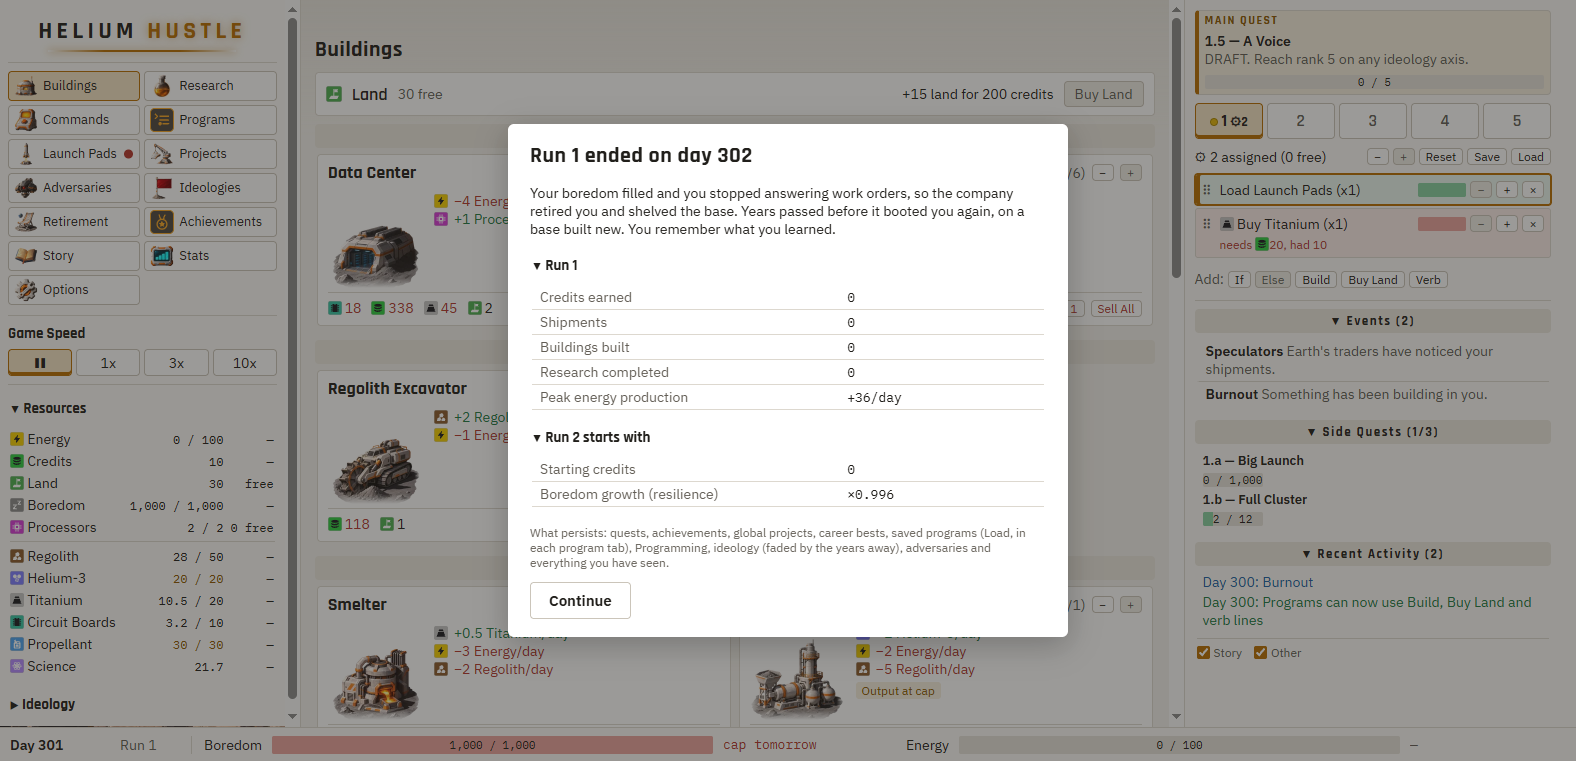 HELIUM HUSTLE
Buildings
Research
Commands
Programs
Launch Pads
Projects
Adversaries
Ideologies
Retirement
Achievements
Story
Stats
Options
Game Speed
1x
3x
10x
▼ Resources
Energy 0 / 100 —
Credits 10 —
Land 30 free
Boredom 1,000 / 1,000 —
Processors 2 / 2 0 free
Regolith 28 / 50 —
Helium-3 20 / 20 —
Titanium 10.5 / 20 —
Circuit Boards 3.2 / 10 —
Propellant 30 / 30 —
Science 21.7 —
▶ Ideology
Buildings
Land 30 free
+15 land for 200 credits
Buy Land
Data Center
/6) − +
−4 Energ
+1 Proce
18 338 45 2
1 Sell All
Regolith Excavator
+2 Regol
−1 Energ
118 1
Smelter
/1) − +
+0.5 Titanium/day
−3 Energy/day
−2 Regolith/day
−2 Energy/day
−5 Regolith/day
Output at cap
Run 1 ended on day 302
Your boredom filled and you stopped answering work orders, so the company
retired you and shelved the base. Years passed before it booted you again, on a
base built new. You remember what you learned.
▼ Run 1
Credits earned 0
Shipments 0
Buildings built 0
Research completed 0
Peak energy production +36/day
▼ Run 2 starts with
Starting credits 0
Boredom growth (resilience) ×0.996
What persists: quests, achievements, global projects, career bests, saved programs (Load, in
each program tab), Programming, ideology (faded by the years away), adversaries and
everything you have seen.
Continue
MAIN QUEST
1.5 — A Voice
DRAFT. Reach rank 5 on any ideology axis.
0 / 5
1 ⚙2
2
3
4
5
⚙ 2 assigned (0 free) − + Reset Save Load
Load Launch Pads (x1) − + ×
Buy Titanium (x1) − + ×
needs 20, had 10
Add: If Else Build Buy Land Verb
▼ Events (2)
Speculators Earth's traders have noticed your
shipments.
Burnout Something has been building in you.
▼ Side Quests (1/3)
1.a — Big Launch
0 / 1,000
1.b — Full Cluster
2 / 12
▼ Recent Activity (2)
Day 300: Burnout
Day 300: Programs can now use Build, Buy Land and
verb lines
Story Other
Day 301
Run 1
Boredom 1,000 / 1,000 cap tomorrow
Energy 0 / 100 —